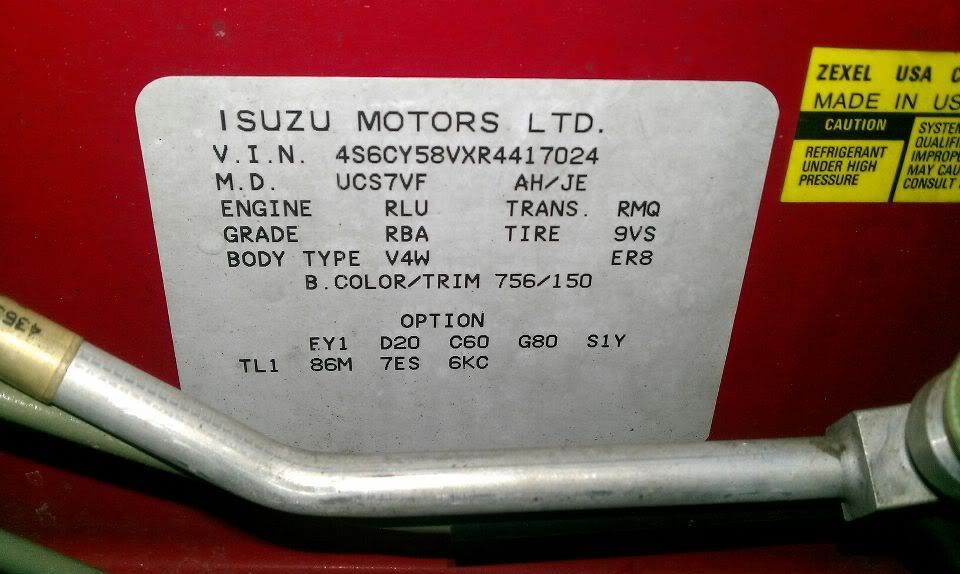 ISUZU MOTORS LTD.
V.I.N. 4S6CY58VXR4417024
M.D. UCS7VF AH/JE
ENGINE RLU TRANS. RMQ
GRADE RBA TIRE 9VS
BODY TYPE V4W ER8
B.COLOR/TRIM 756/150
OPTION
EY1 D20 C60 G80 S1Y
TL1 86M 7ES 6KC
ZEXEL USA
MADE IN
CAUTION
REFRIGERANT
UNDER HIGH
PRESSURE
MAY
CONSULT